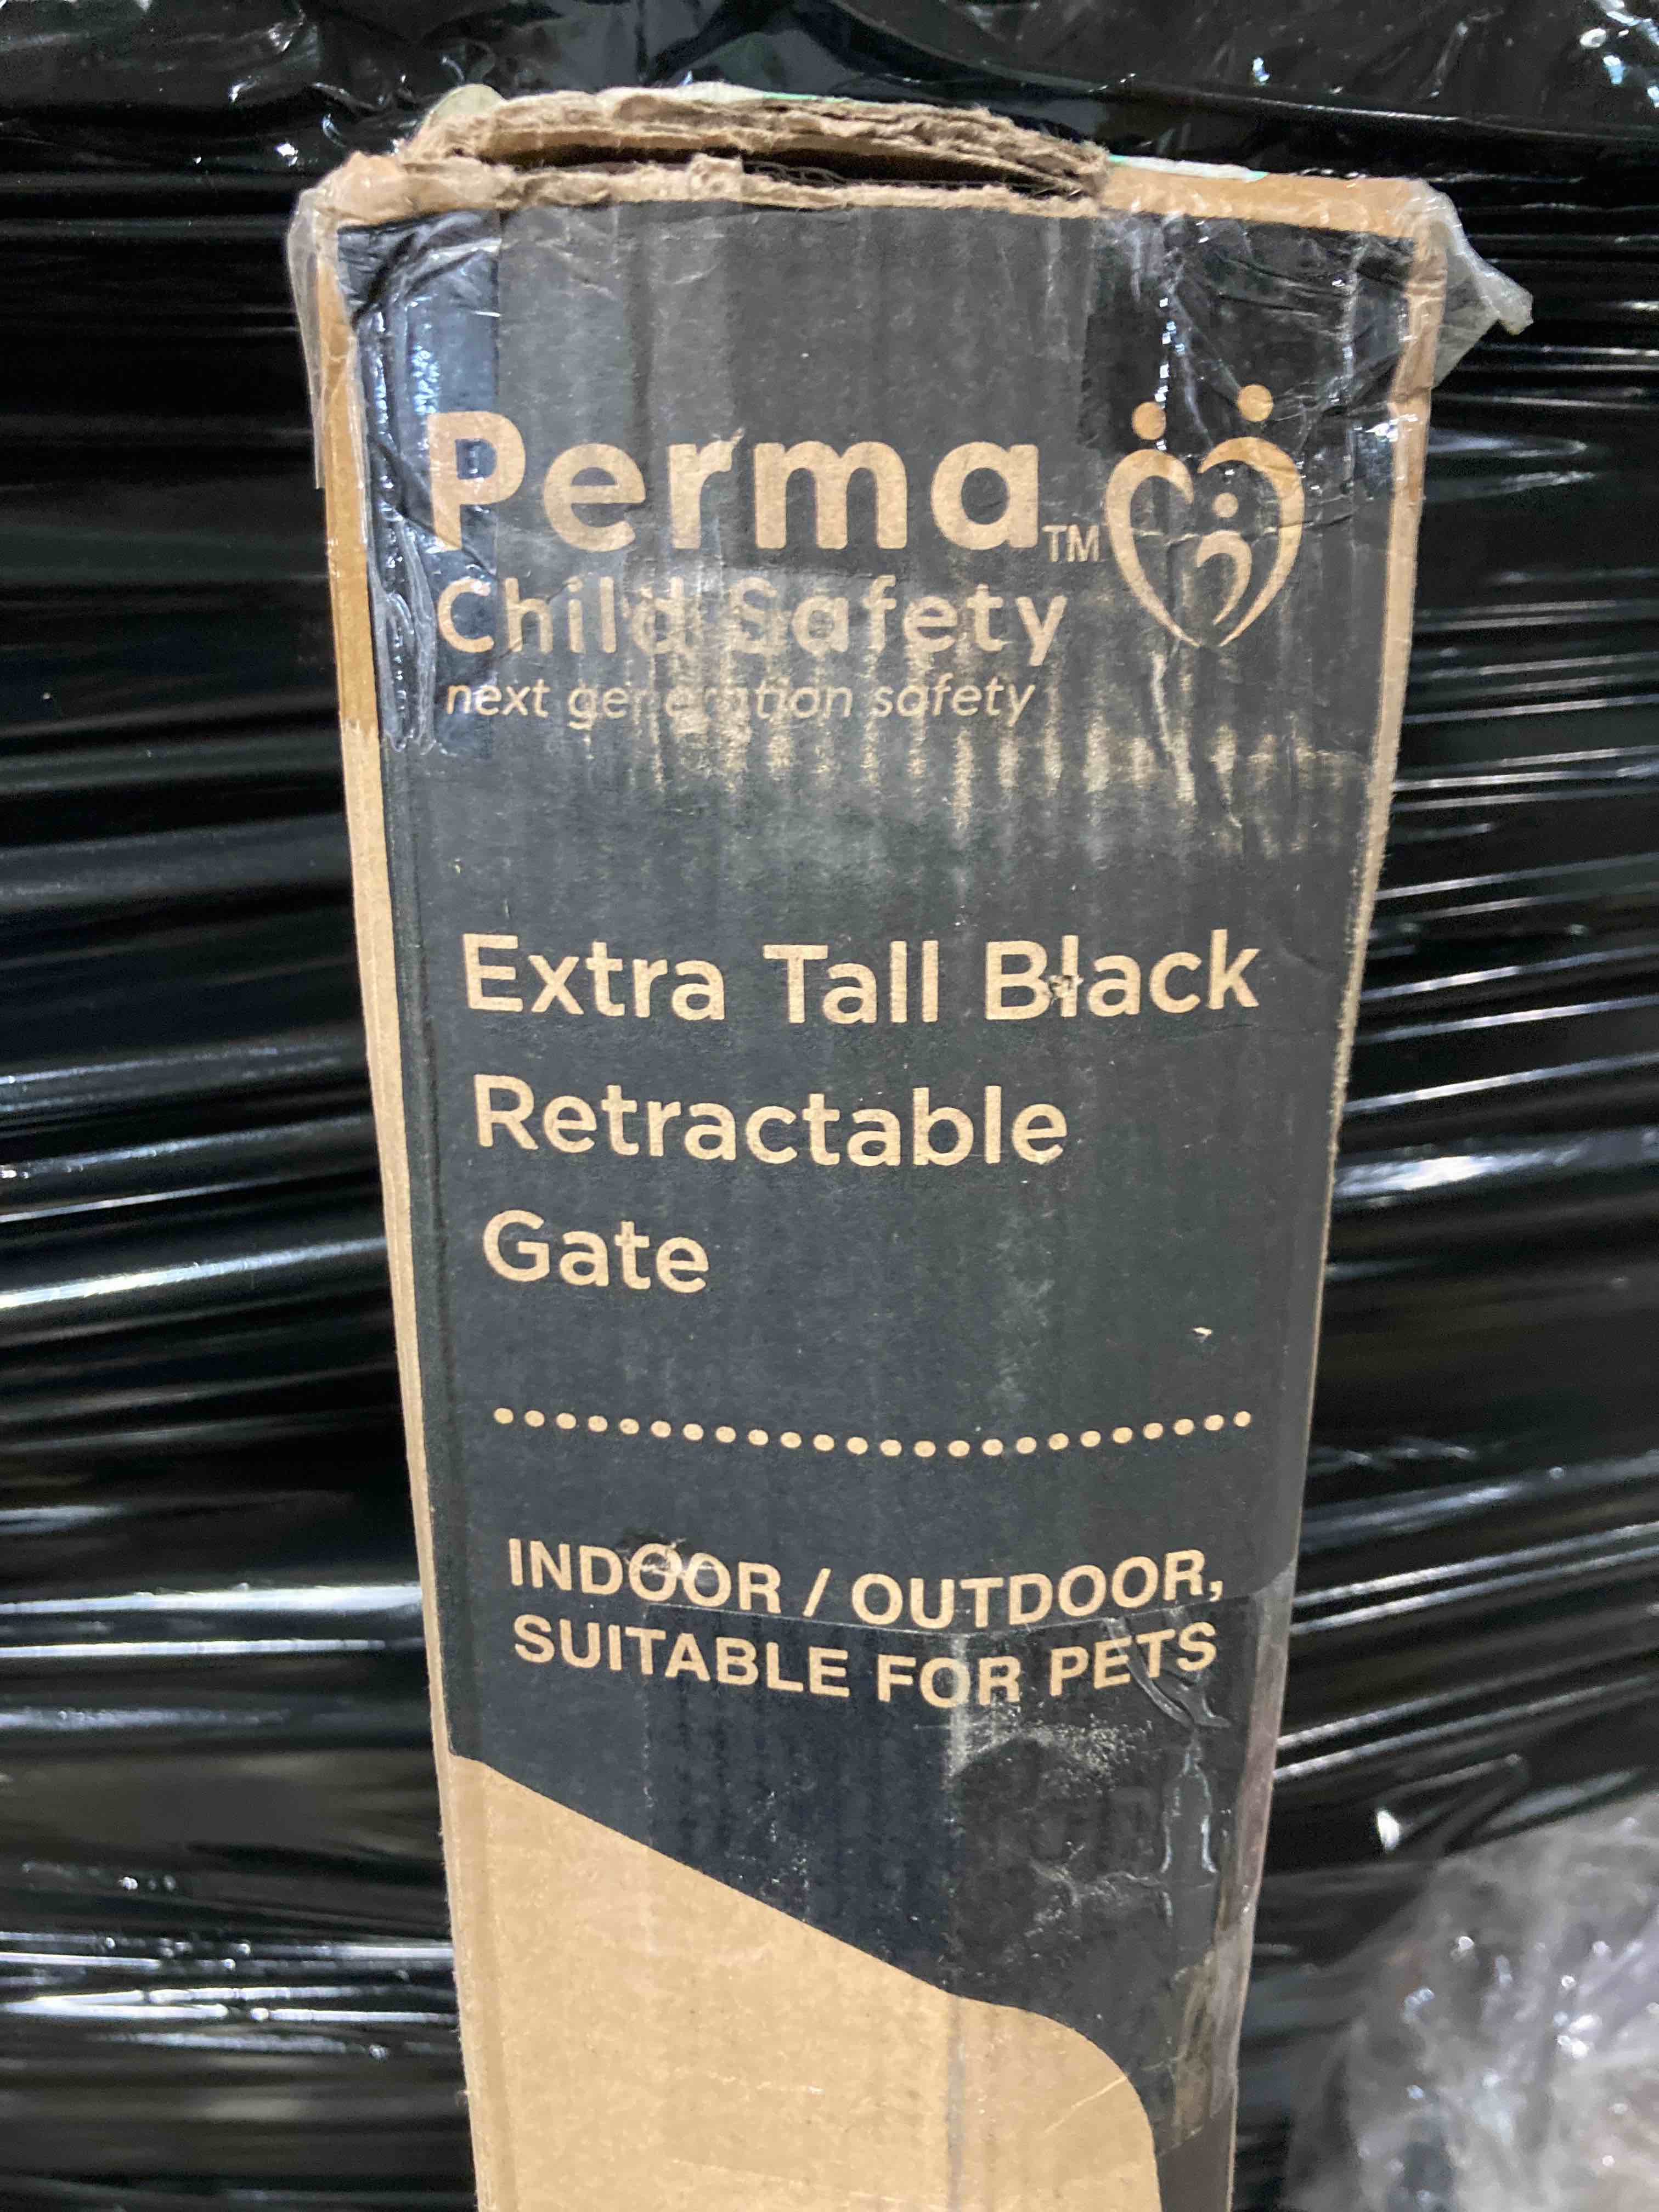 Perma™
Child Safety
next generation safety
Extra Tall Black
Retractable
Gate
INDOOR / OUTDOOR,
SUITABLE FOR PETS